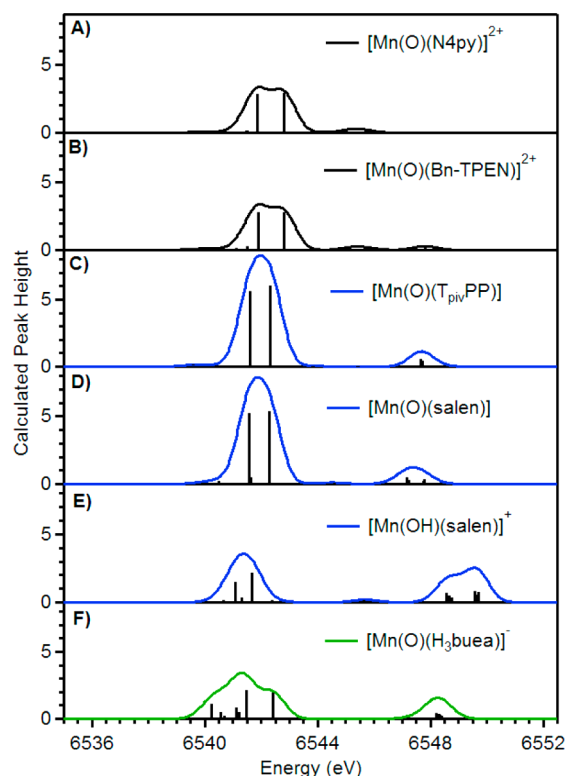 A)
[Mn(O)(N4py)]²⁺
5
0
B)
[Mn(O)(Bn-TPEN)]²⁺
5
0
C)
[Mn(O)(TpivPP)]
5
0
D)
[Mn(O)(salen)]
5
0
E)
[Mn(OH)(salen)]⁺
5
0
F)
[Mn(O)(H₃buea)]⁻
5
0
Calculated Peak Height
6536 6540 6544 6548 6552
Energy (eV)